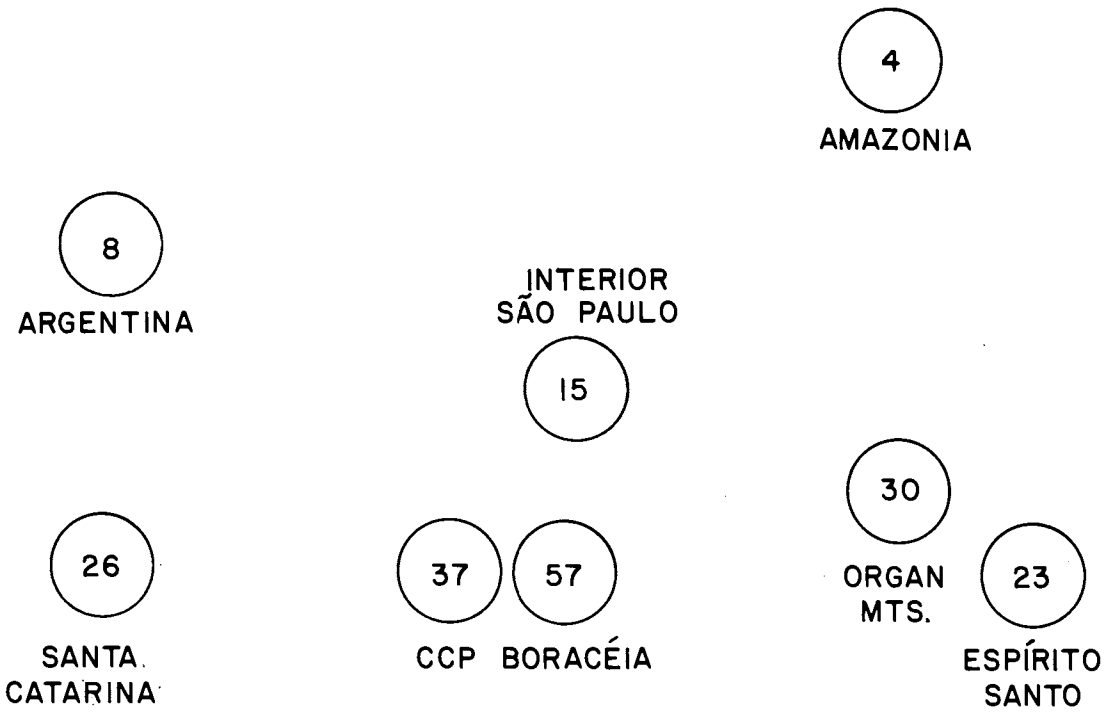 4
AMAZONIA
8
ARGENTINA
INTERIOR
SÃO PAULO
15
30
ORGAN
MTS.
26
SANTA
CATARINA
37
CCP
57
BORACÉIA
23
ESPÍRITO
SANTO